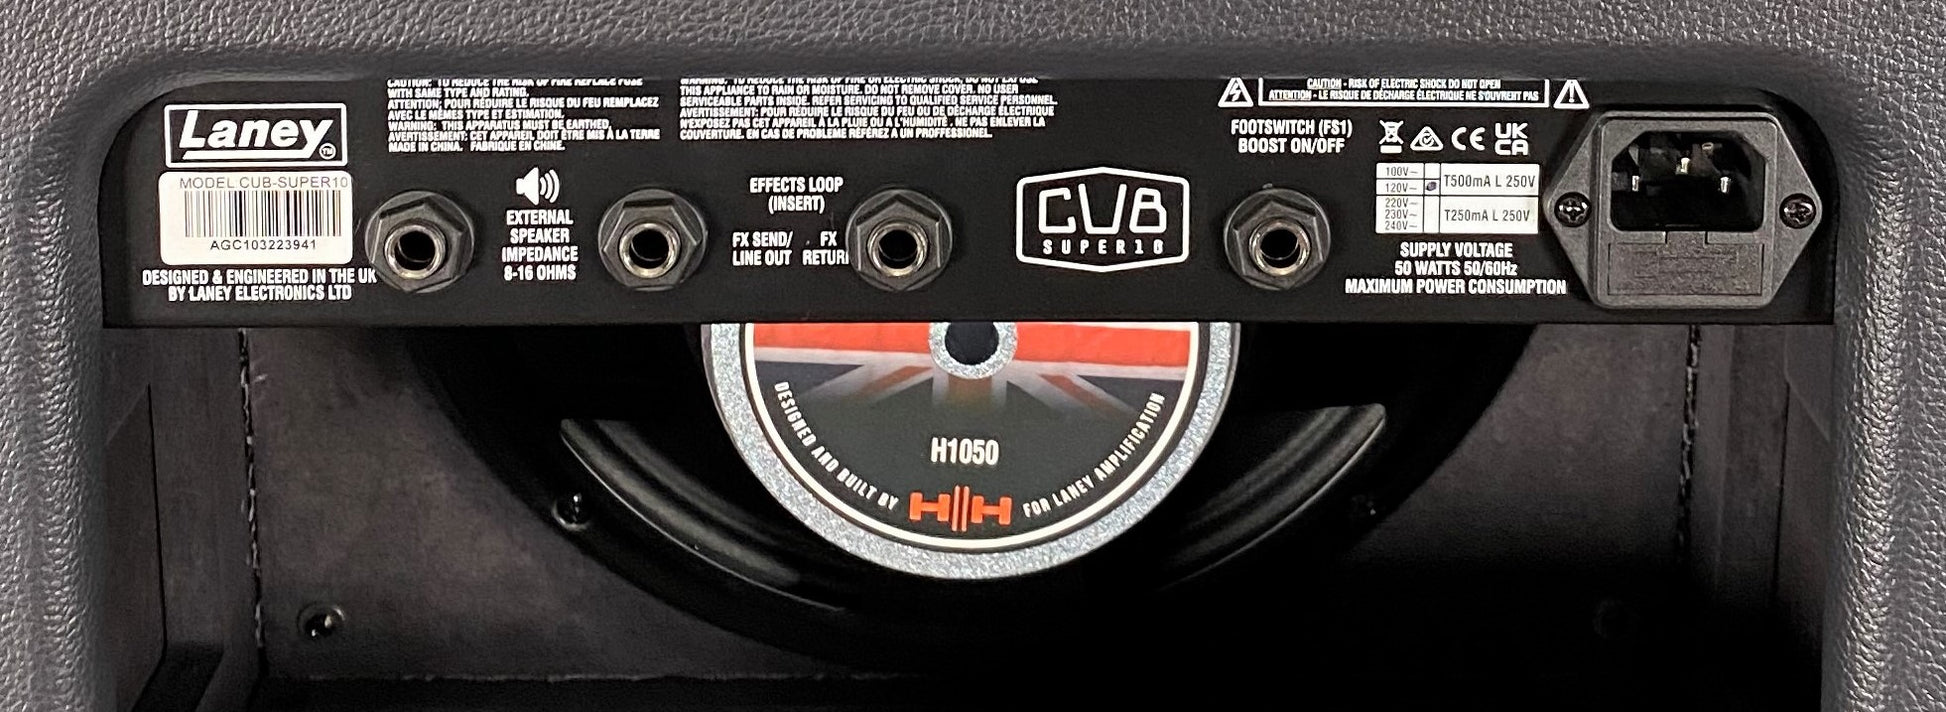 CAUTION: TO REDUCE THE RISK OF FIRE REPLACE FUSE
WITH SAME TYPE AND RATING.
ATTENTION; POUR RÉDUIRE LE RISQUE DU FEU REMPLACEZ
AVEC LE MÊMES TYPE ET ESTIMATION.
WARNING: THIS APPARATUS MUST BE EARTHED.
AVERTISSEMENT: CET APPAREIL DOIT ÊTRE MIS À LA TERRE
MADE IN CHINA. FABRIQUE EN CHINE.
WARNING: TO REDUCE THE RISK OF FIRE OR ELECTRIC SHOCK, DO NOT EXPOSE
THIS APPLIANCE TO RAIN OR MOISTURE. DO NOT REMOVE COVER. NO USER
SERVICEABLE PARTS INSIDE. REFER SERVICING TO QUALIFIED SERVICE PERSONNEL.
AVERTISSEMENT: POUR RÉDUIRE LE RISQUE DU FEU OU DE DÉCHARGE ÉLECTRIQUE
N'EXPOSEZ PAS CET APPAREIL À LA PLUIE OU A L'HUMIDITÉ . NE PAS ENLEVER LA
COUVERTURE. EN CAS DE PROBLEME RÉFÉREZ A UN PROFFESSIONEL.
CAUTION - RISK OF ELECTRIC SHOCK DO NOT OPEN
ATTENTION - LE RISQUE DE DÉCHARGE ÉLECTRIQUE NE S'OUVRENT PAS
Laney TM
MODEL CUB-SUPER10
AGC103223941
DESIGNED & ENGINEERED IN THE UK
BY LANEY ELECTRONICS LTD
EXTERNAL
SPEAKER
IMPEDANCE
8-16 OHMS
EFFECTS LOOP
(INSERT)
FX SEND/
LINE OUT
FX
RETURN
CUB
SUPER10
FOOTSWITCH (FS1)
BOOST ON/OFF
CE
UK
CA
100V~
120V~
T500mA L 250V
220V~
230V~
240V~
T250mA L 250V
SUPPLY VOLTAGE
50 WATTS 50/60Hz
MAXIMUM POWER CONSUMPTION
H1050
DESIGNED AND BUILT BY
HH
FOR LANEY AMPLIFICATION